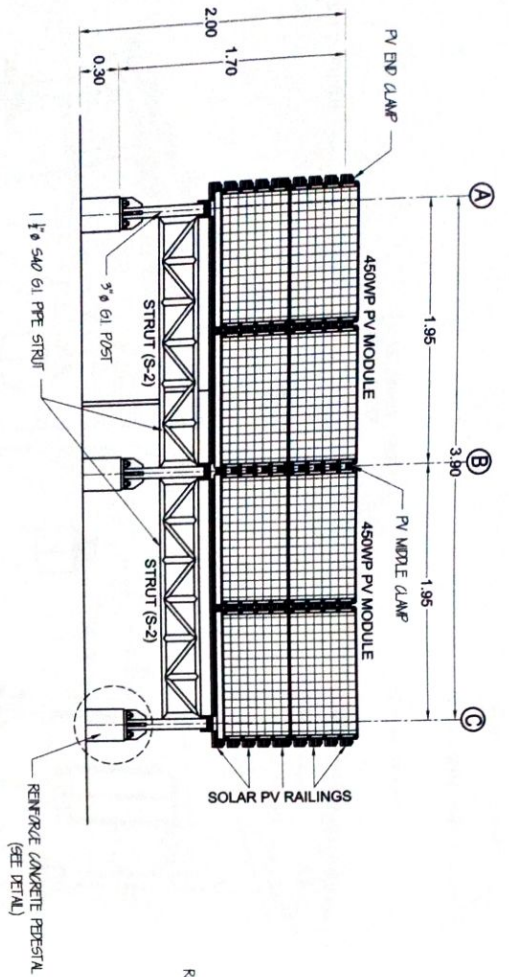 A
B
C
3.90
1.95
1.95
PV END CLAMP
450WP PV MODULE
PV MIDDLE CLAMP
450WP PV MODULE
2.00
1.70
0.30
SOLAR PV RAILINGS
STRUT (S-2)
STRUT (S-2)
3"ø G.I. POST
1 ½"ø S40 G.I. PIPE STRUT
REINFORCE CONCRETE PEDESTAL
(SEE DETAIL)
R